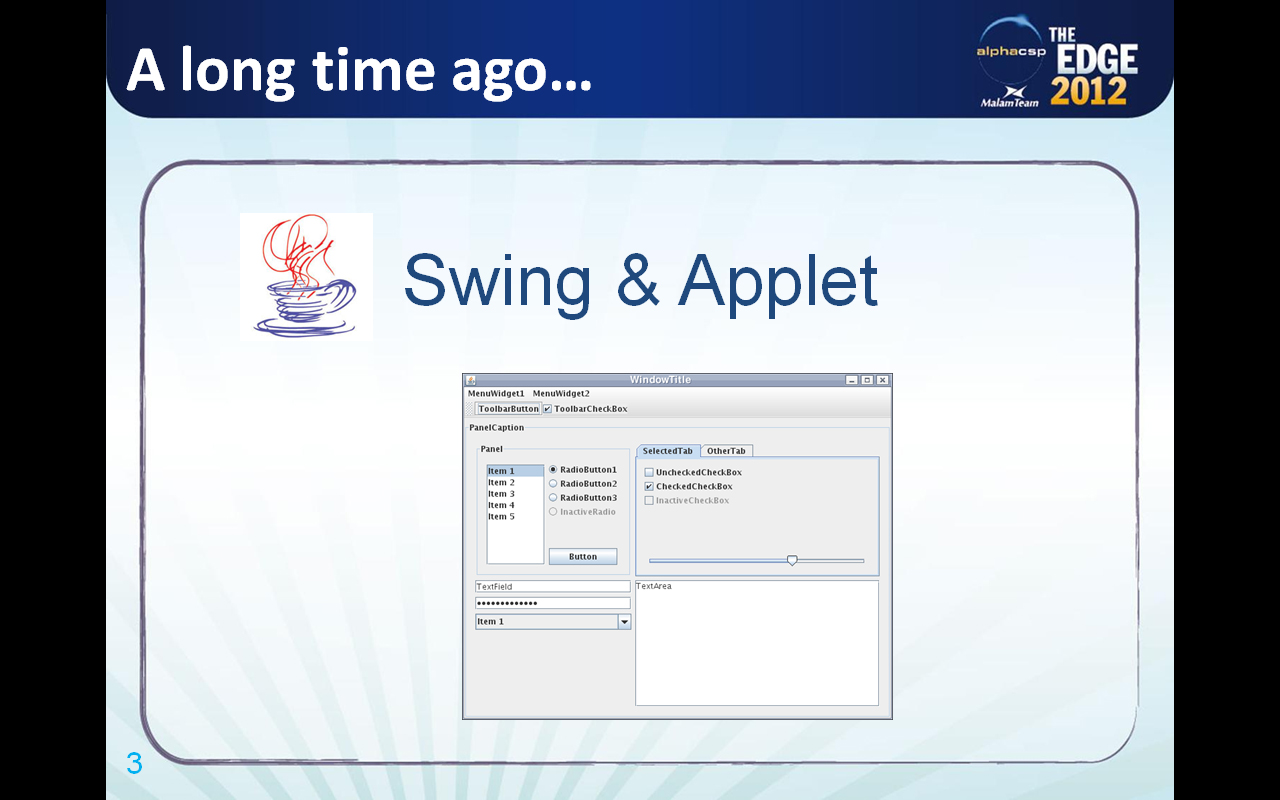 A long time ago...
alphacsp
THE
EDGE
2012
MalamTeam
Swing & Applet
WindowTitle
MenuWidget1 MenuWidget2
ToolbarButton ToolbarCheckBox
PanelCaption
Panel
Item 1
Item 2
Item 3
Item 4
Item 5
RadioButton1
RadioButton2
RadioButton3
InactiveRadio
Button
SelectedTab OtherTab
UncheckedCheckBox
CheckedCheckBox
InactiveCheckBox
TextField
•••••••••••••
Item 1
TextArea
3